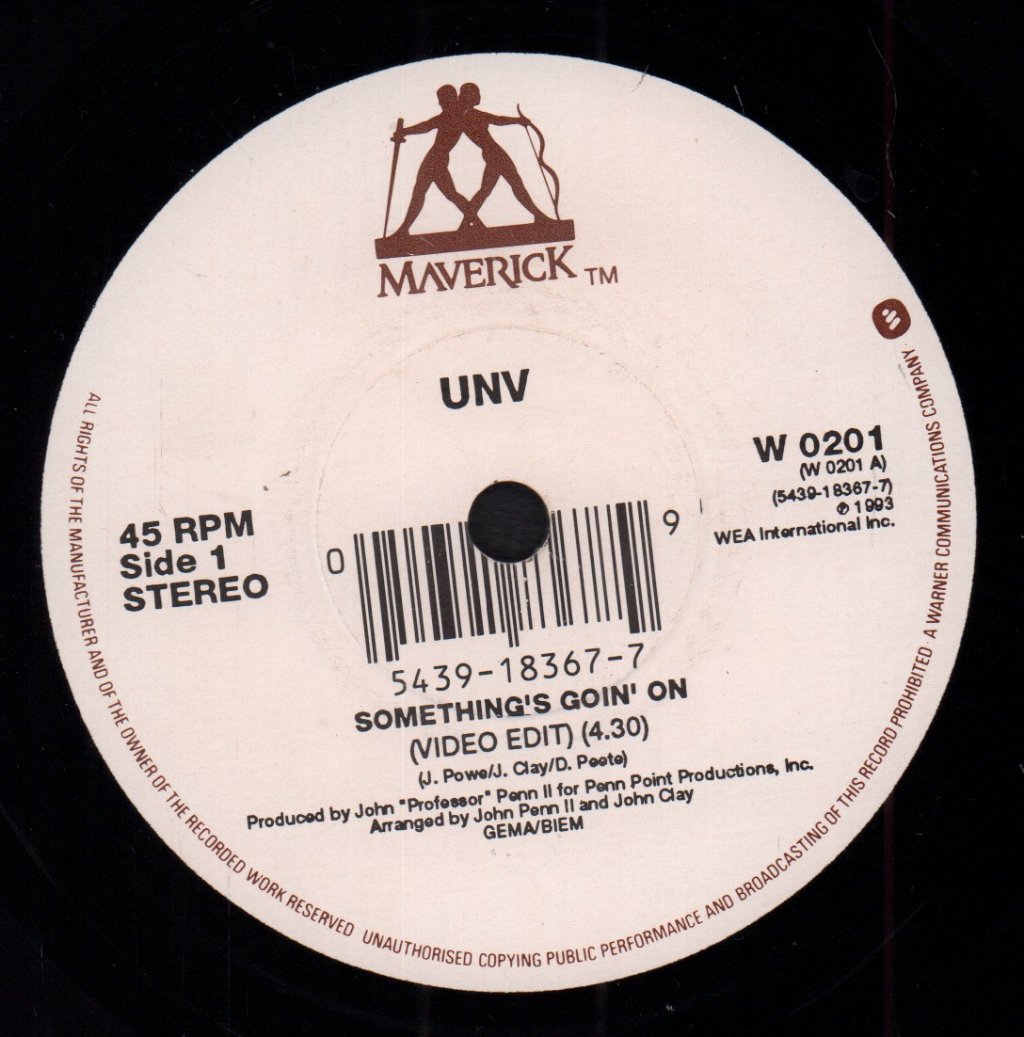 MAVERICK TM
UNV
W 0201
(W 0201 A)
(5439-18367-7)
℗ 1993
WEA International Inc.
45 RPM
Side 1
STEREO
0 9
5439-18367-7
SOMETHING'S GOIN' ON
(VIDEO EDIT) (4.30)
(J. Powe/J. Clay/D. Peete)
Produced by John "Professor" Penn II for Penn Point Productions, Inc.
Arranged by John Penn II and John Clay
GEMA/BIEM
ALL RIGHTS OF THE MANUFACTURER AND OF THE OWNER OF THE RECORDED WORK RESERVED UNAUTHORISED COPYING PUBLIC PERFORMANCE AND BROADCASTING OF THIS RECORD PROHIBITED · A WARNER COMMUNICATIONS COMPANY ·